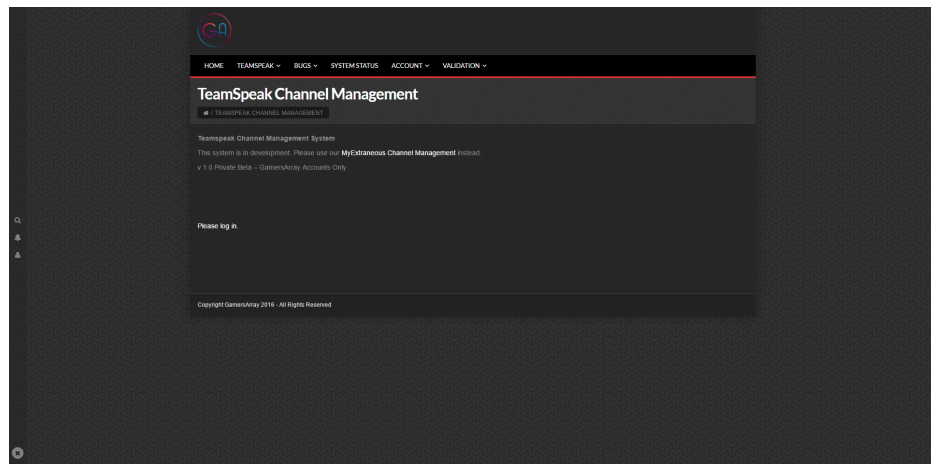 GA
HOME TEAMSPEAK BUGS SYSTEM STATUS ACCOUNT VALIDATION
TeamSpeak Channel Management
/ TEAMSPEAK CHANNEL MANAGEMENT
Teamspeak Channel Management System
This system is in development. Please use our MyExtraneous Channel Management instead.
v 1.0 Private Beta – GamersArray Accounts Only
Please log in.
Copyright GamersArray 2016 - All Rights Reserved